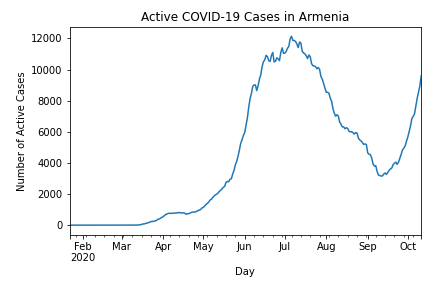 Active COVID-19 Cases in Armenia
Number of Active Cases
12000
10000
8000
6000
4000
2000
0
Feb Mar Apr May Jun Jul Aug Sep Oct
2020
Day